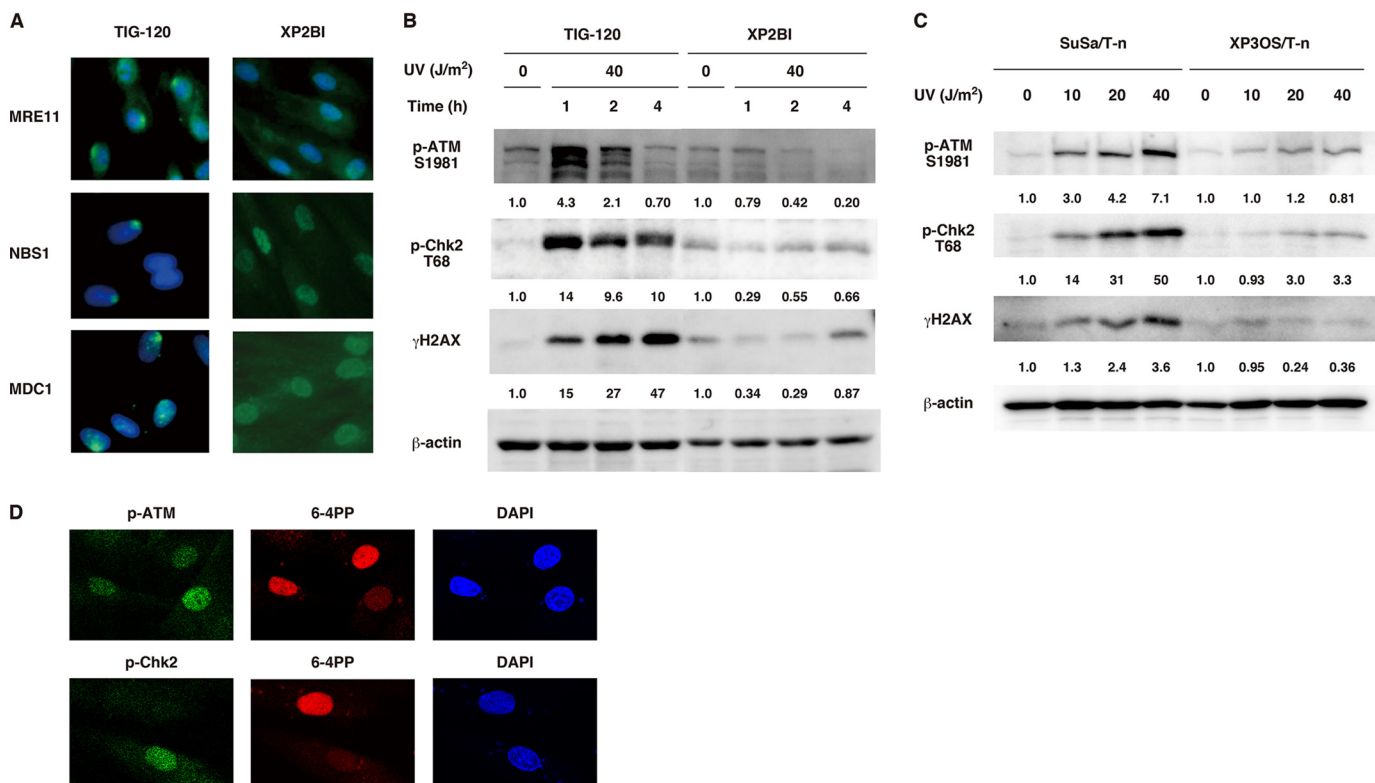 A
TIG-120 XP2BI
MRE11
NBS1
MDC1
B
TIG-120 XP2BI
UV (J/m²) 0 40 0 40
Time (h) 1 2 4 1 2 4
p-ATM
S1981
1.0 4.3 2.1 0.70 1.0 0.79 0.42 0.20
p-Chk2
T68
1.0 14 9.6 10 1.0 0.29 0.55 0.66
γH2AX
1.0 15 27 47 1.0 0.34 0.29 0.87
β-actin
C
SuSa/T-n XP3OS/T-n
UV (J/m²) 0 10 20 40 0 10 20 40
p-ATM
S1981
1.0 3.0 4.2 7.1 1.0 1.0 1.2 0.81
p-Chk2
T68
1.0 14 31 50 1.0 0.93 3.0 3.3
γH2AX
1.0 1.3 2.4 3.6 1.0 0.95 0.24 0.36
β-actin
D
p-ATM 6-4PP DAPI
p-Chk2 6-4PP DAPI